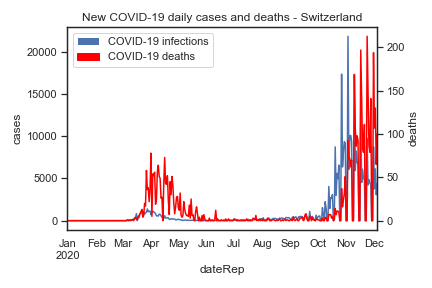 New COVID-19 daily cases and deaths - Switzerland
COVID-19 infections
COVID-19 deaths
20000
15000
10000
5000
0
cases
200
150
100
50
0
deaths
Jan Feb Mar Apr May Jun Jul Aug Sep Oct Nov Dec
2020
dateRep